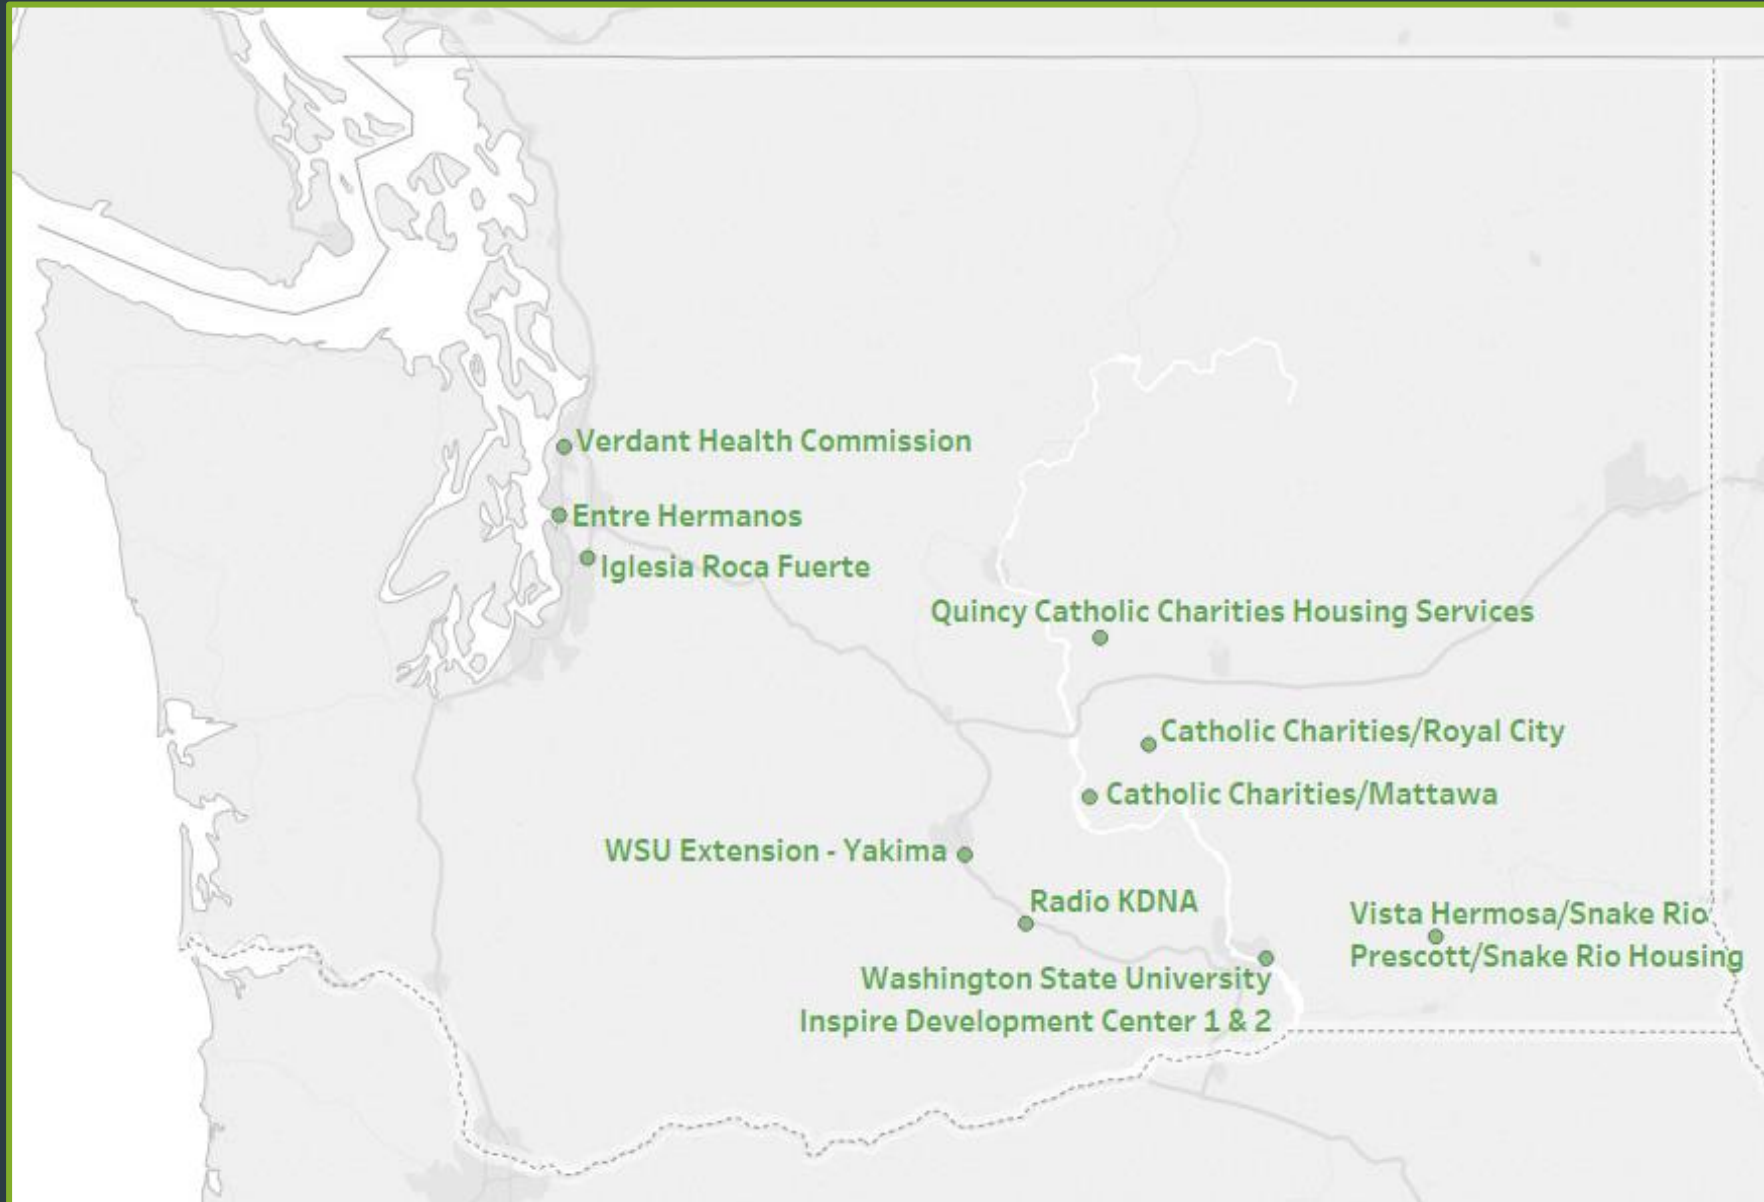 Verdant Health Commission
Entre Hermanos
Iglesia Roca Fuerte
Quincy Catholic Charities Housing Services
Catholic Charities/Royal City
Catholic Charities/Mattawa
WSU Extension - Yakima
Radio KDNA
Vista Hermosa/Snake Rio
Prescott/Snake Rio Housing
Washington State University
Inspire Development Center 1 & 2